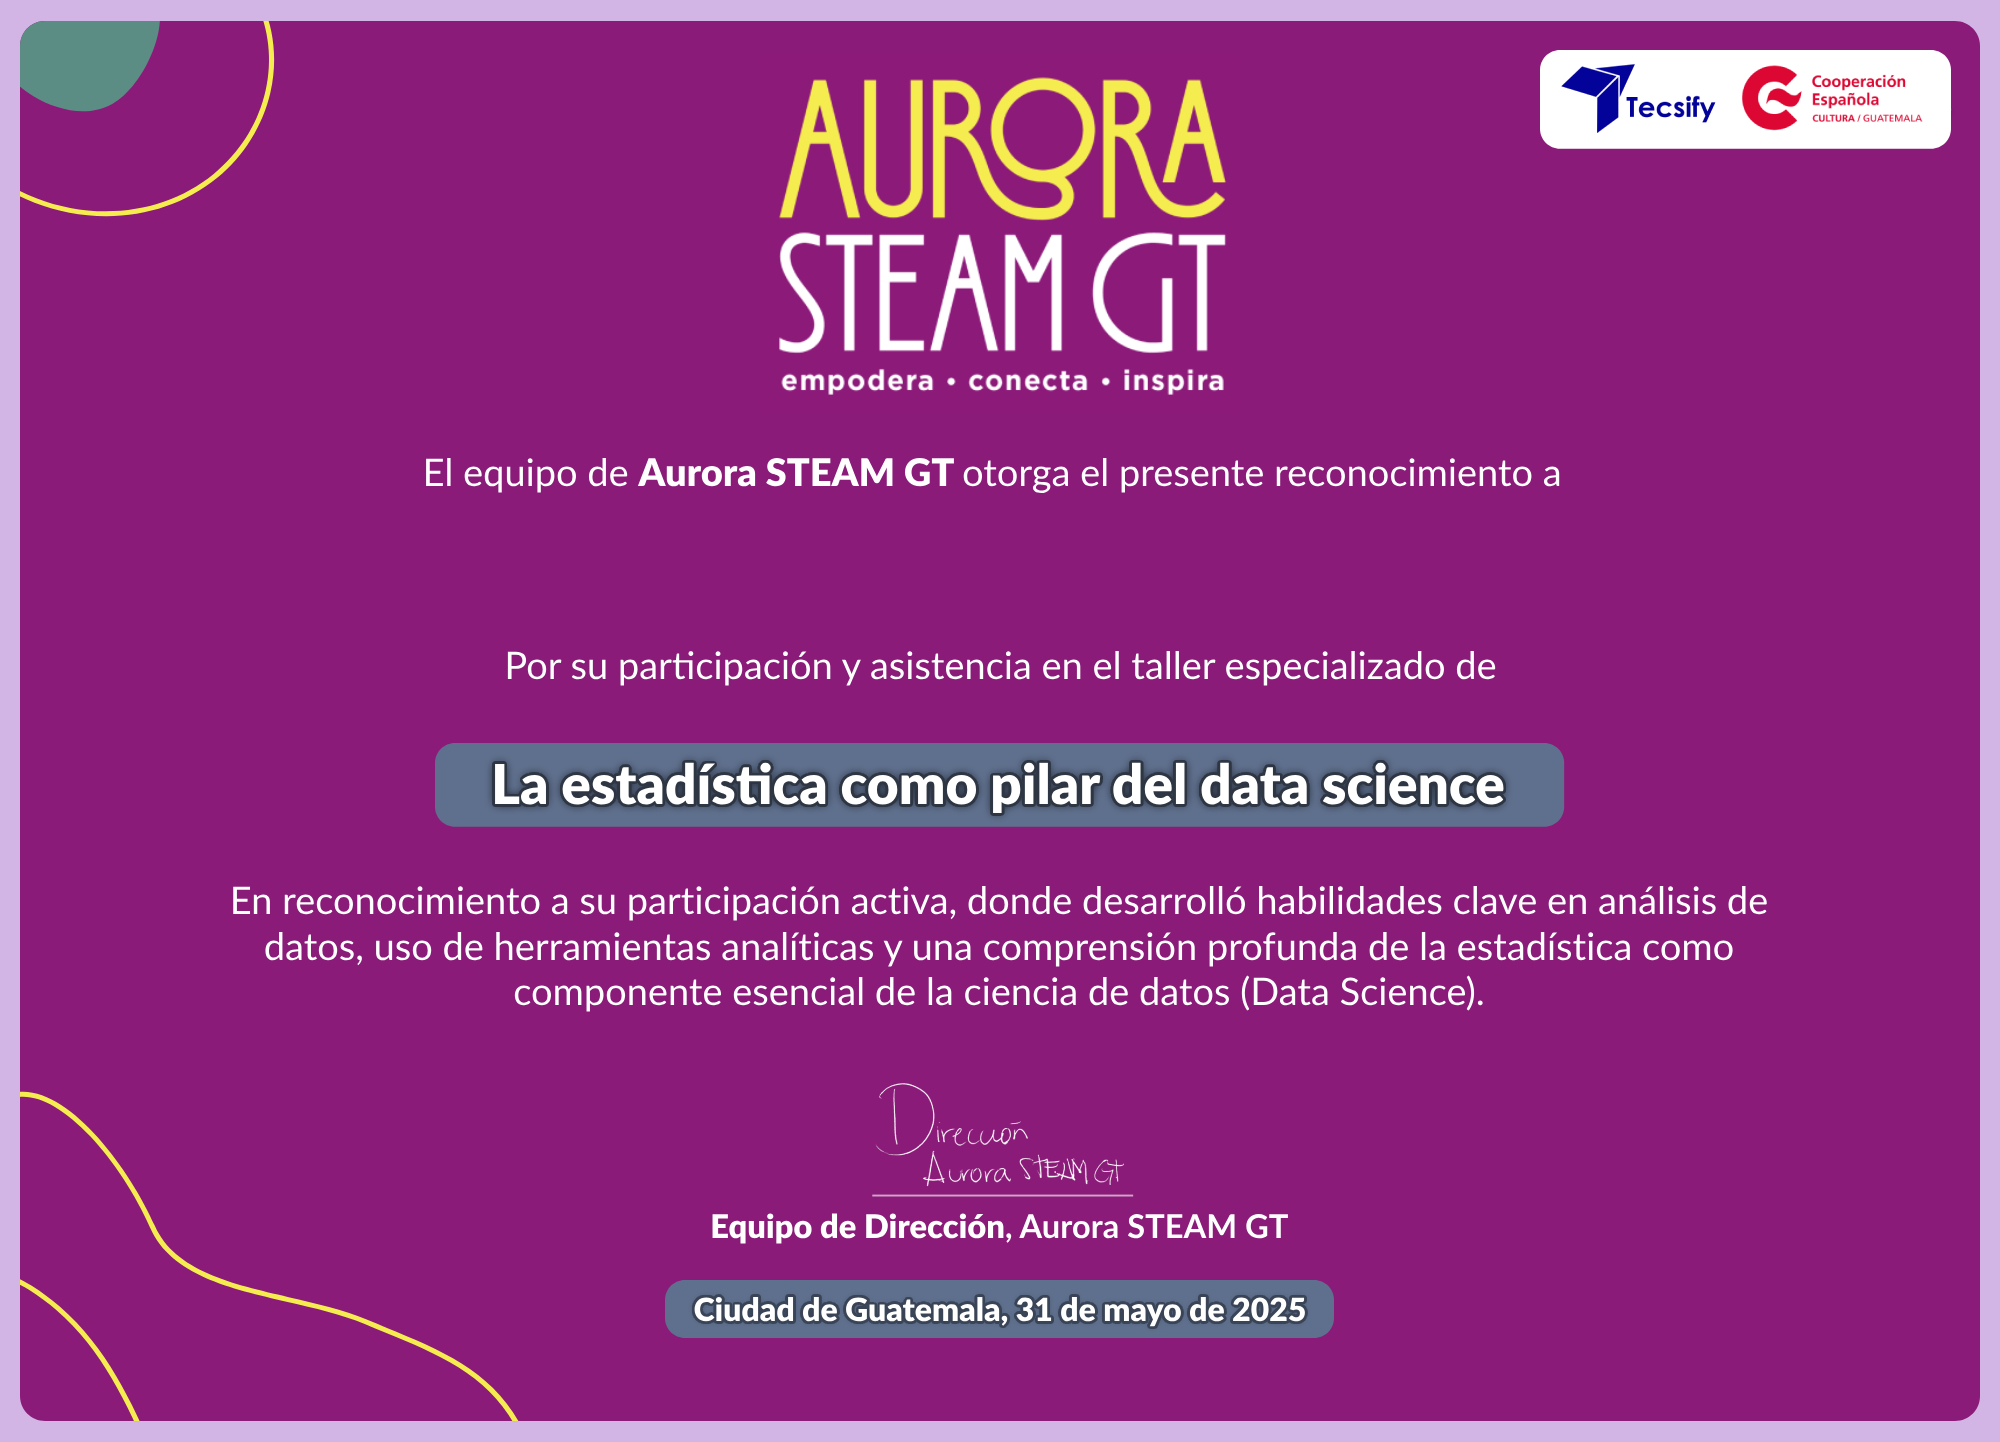 AURORA
STEAM GT
empodera • conecta • inspira
Tecsify
Cooperación
Española
CULTURA / GUATEMALA
El equipo de Aurora STEAM GT otorga el presente reconocimiento a
Por su participación y asistencia en el taller especializado de
La estadística como pilar del data science
En reconocimiento a su participación activa, donde desarrolló habilidades clave en análisis de
datos, uso de herramientas analíticas y una comprensión profunda de la estadística como
componente esencial de la ciencia de datos (Data Science).
Dirección
Aurora STEAM GT
Equipo de Dirección, Aurora STEAM GT
Ciudad de Guatemala, 31 de mayo de 2025